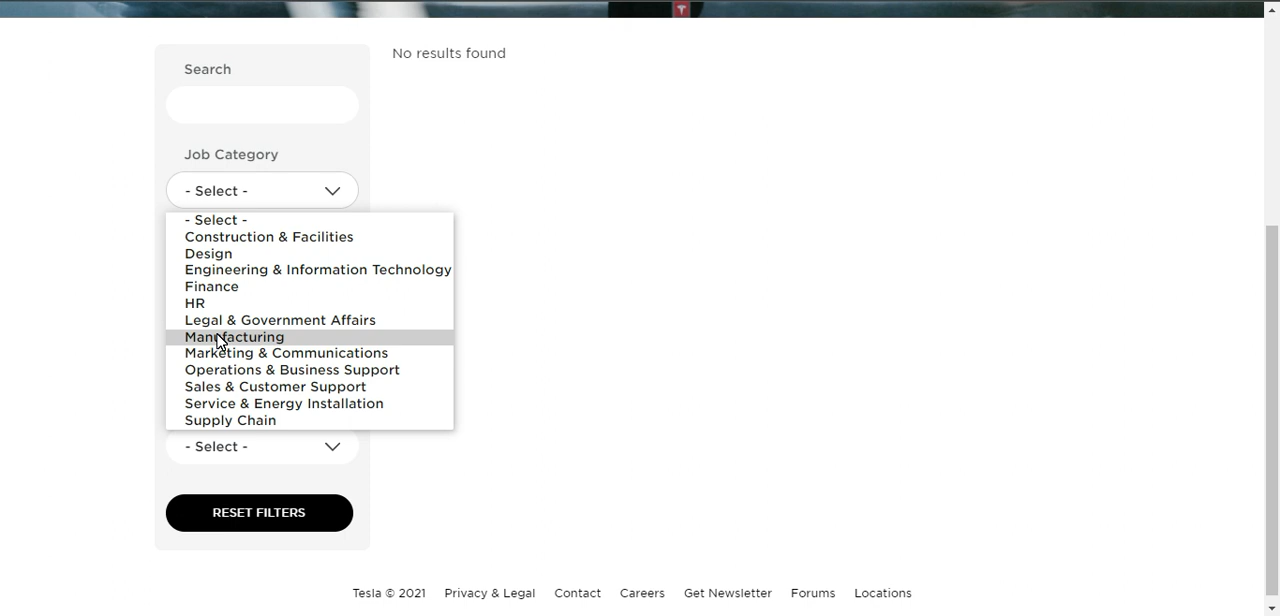 Search
No results found
Job Category
- Select -
- Select -
Construction & Facilities
Design
Engineering & Information Technology
Finance
HR
Legal & Government Affairs
Manufacturing
Marketing & Communications
Operations & Business Support
Sales & Customer Support
Service & Energy Installation
Supply Chain
- Select -
RESET FILTERS
Tesla © 2021 Privacy & Legal Contact Careers Get Newsletter Forums Locations